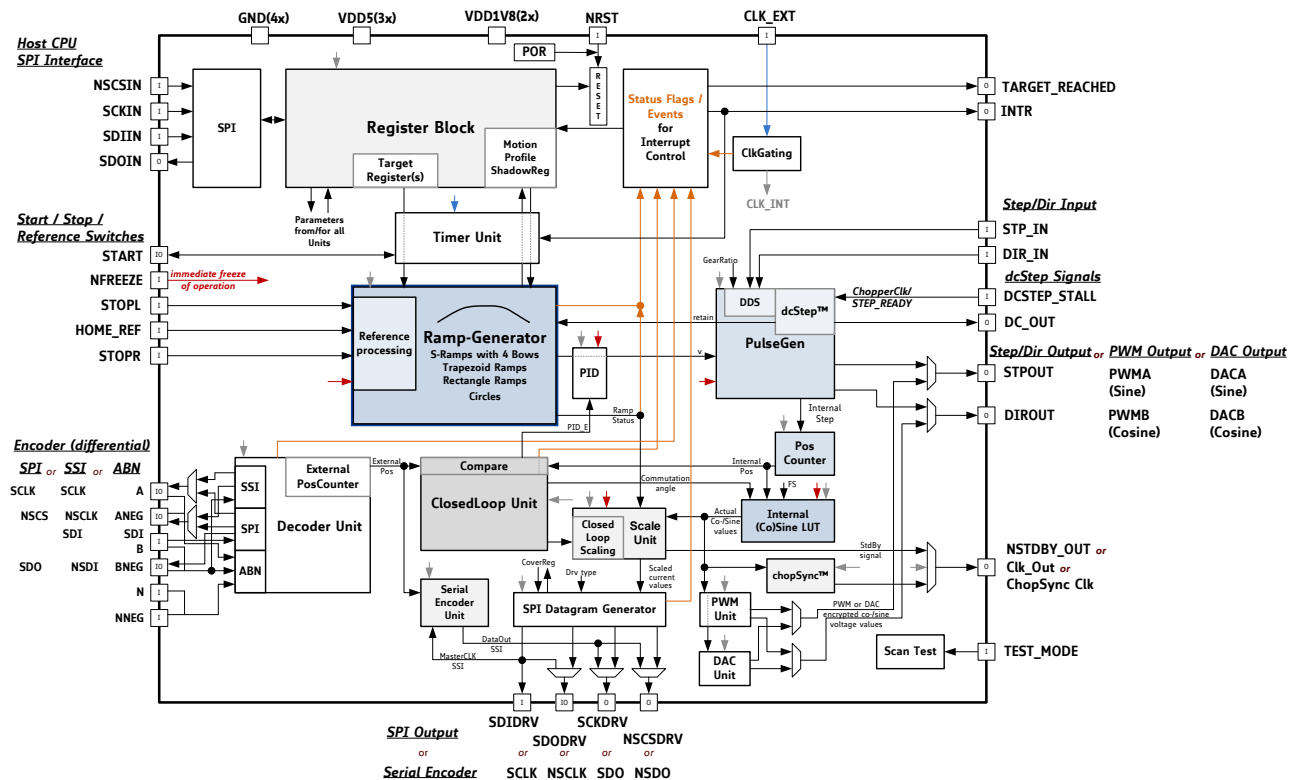 GND(4x)
VDD5(3x)
VDD1V8(2x)
NRST
CLK_EXT
I
I
Host CPU
SPI Interface
NSCSIN
I
SCKIN
I
SDIIN
I
SDOIN
O
SPI
Register Block
Target
Register(s)
Motion
Profile
ShadowReg
POR
RESET
Status Flags /
Events
for
Interrupt
Control
ClkGating
CLK_INT
O
TARGET_REACHED
O
INTR
Parameters
from/for all
Units
Timer Unit
Start / Stop /
Reference Switches
START
IO
NFREEZE
I
immediate freeze
of operation
STOPL
I
HOME_REF
I
STOPR
I
Reference
processing
Ramp-Generator
S-Ramps with 4 Bows
Trapezoid Ramps
Rectangle Ramps
Circles
PID
retain
v
Ramp
Status
PID_E
GearRatio
DDS
dcStep™
PulseGen
ChopperClk/
STEP_READY
Step/Dir Input
I
STP_IN
I
DIR_IN
dcStep Signals
I
DCSTEP_STALL
O
DC_OUT
Step/Dir Output or PWM Output or DAC Output
O
STPOUT
PWMA
(Sine)
DACA
(Sine)
O
DIROUT
PWMB
(Cosine)
DACB
(Cosine)
Internal
Step
Pos
Counter
Internal
Pos
Commutation
angle
FS
Internal
(Co)Sine LUT
Actual
Co-/Sine
values
Encoder (differential)
SPI or SSI or ABN
SCLK
SCLK
A
IO
NSCS
NSCLK
ANEG
IO
SDI
SDI
I
B
SDO
NSDI
BNEG
IO
N
I
NNEG
I
SSI
SPI
ABN
External
PosCounter
Decoder Unit
External
Pos
Compare
ClosedLoop Unit
Closed
Loop
Scaling
Scale
Unit
StdBy
signal
chopSync™
O
NSTDBY_OUT or
Clk_Out or
ChopSync Clk
Serial
Encoder
Unit
CoverReg
Drv type
Scaled
current
values
SPI Datagram Generator
DataOut
SSI
MasterCLK
SSI
PWM
Unit
DAC
Unit
PWM or DAC
encrypted co-/sine
voltage values
Scan Test
I
TEST_MODE
I
IO
O
O
SDIDRV
SDODRV
SCKDRV
NSCSDRV
SPI Output
or
or
or
or
or
Serial Encoder
SCLK
NSCLK
SDO
NSDO